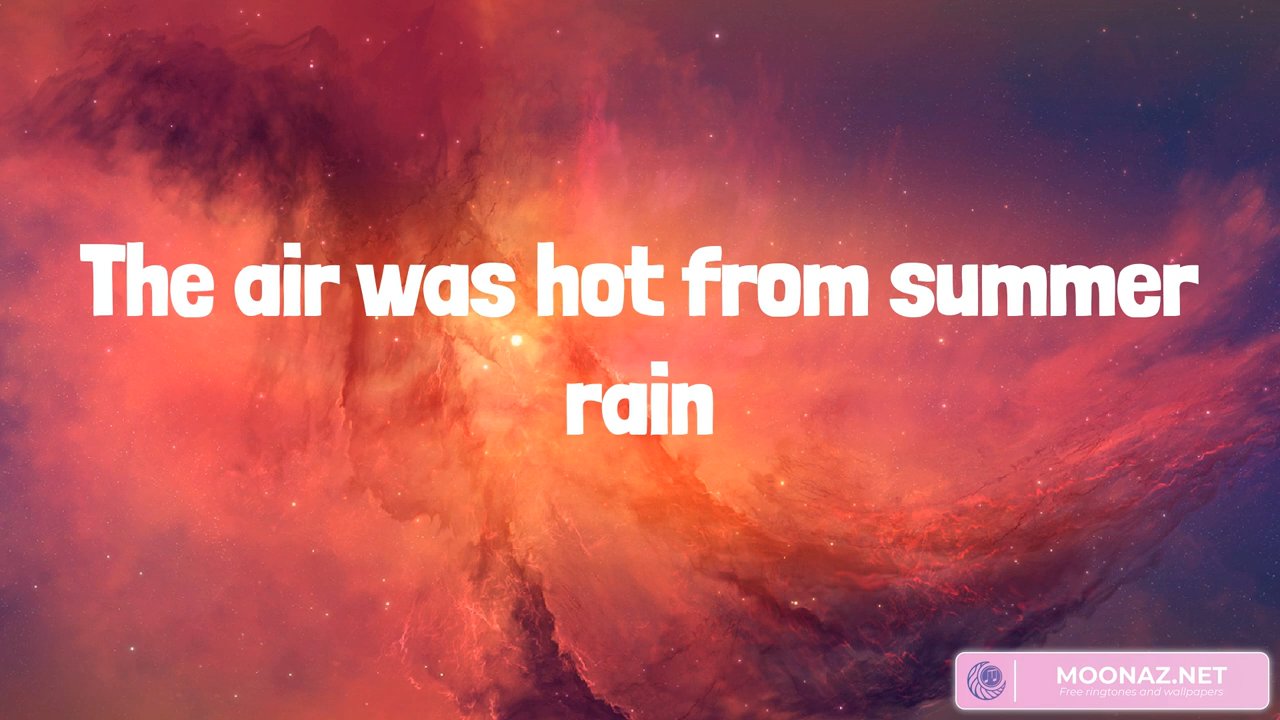 The air was hot from summer
rain
MOONAZ.NET
Free ringtones and wallpapers